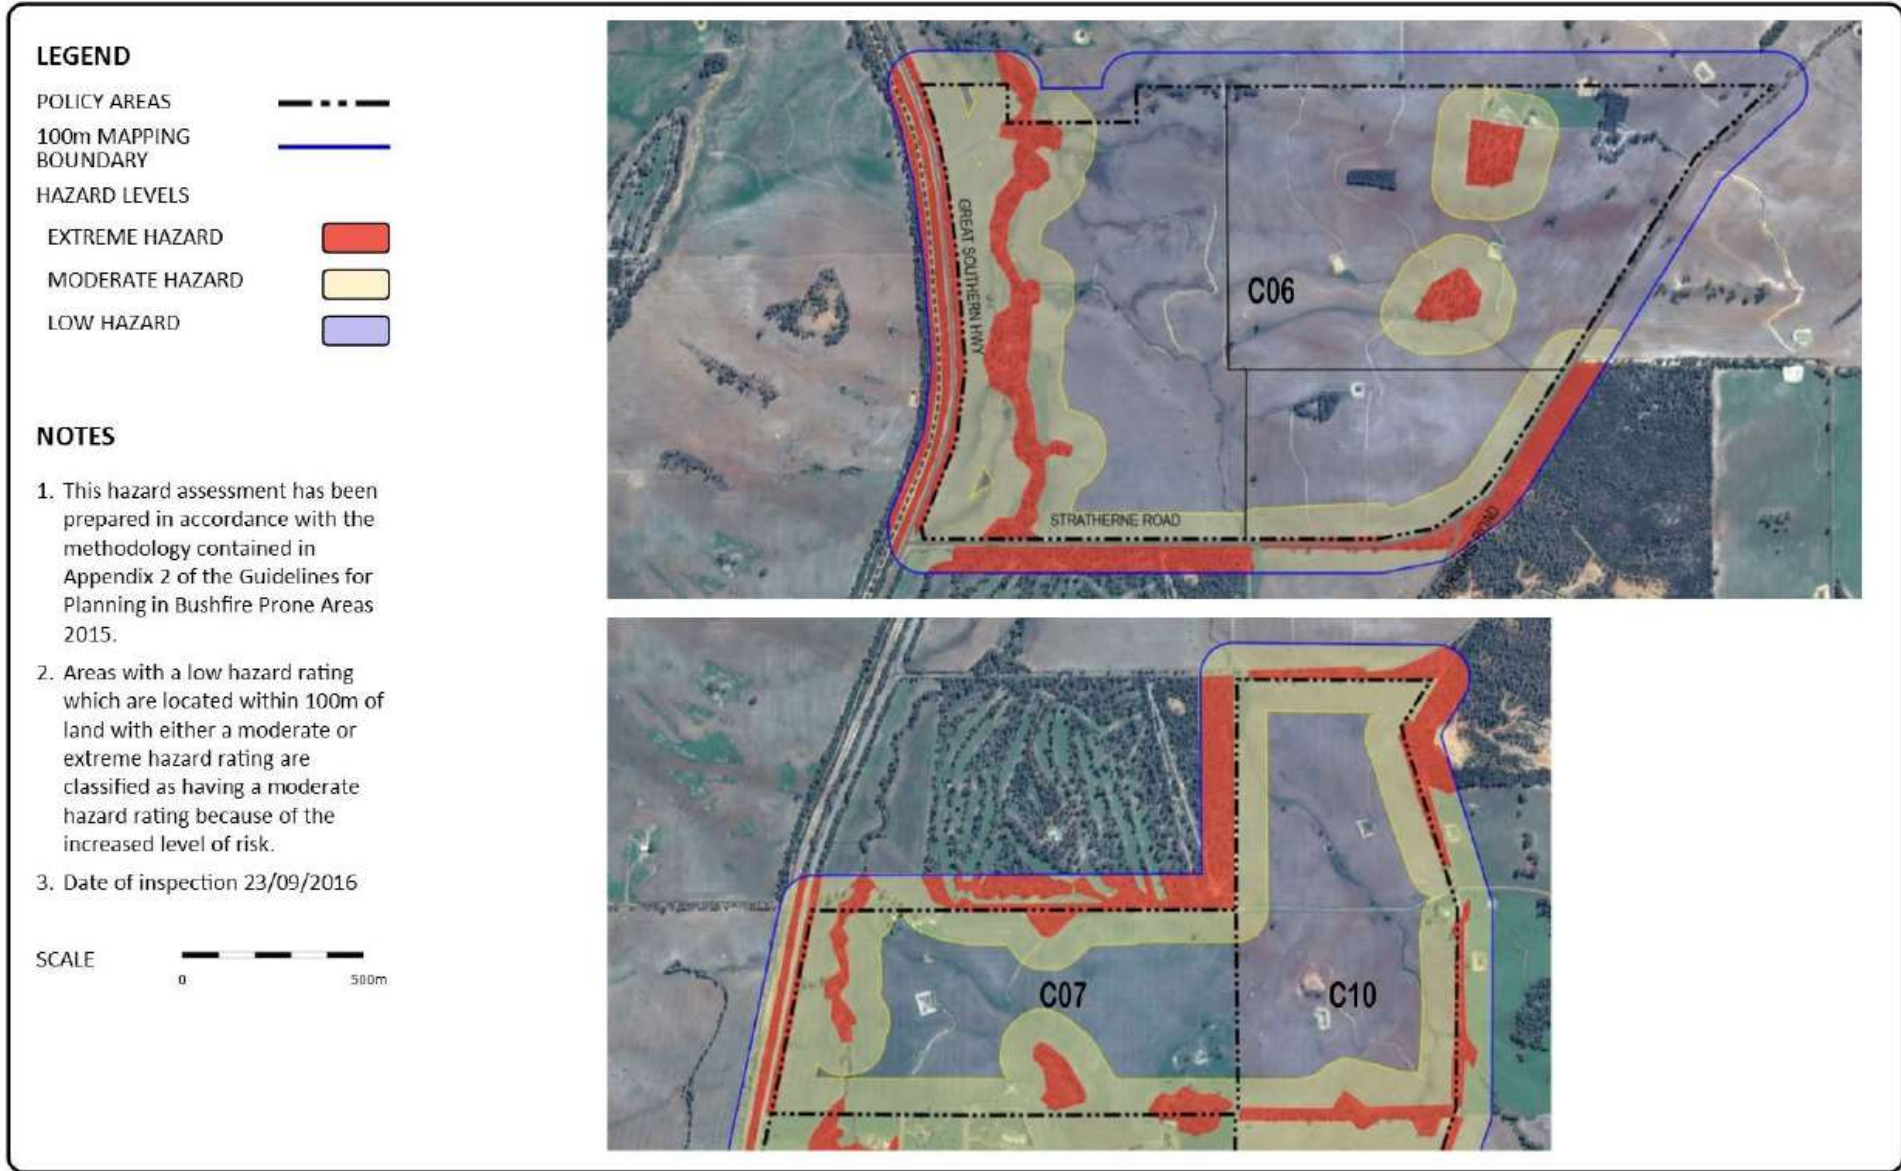 LEGEND
POLICY AREAS
100m MAPPING
BOUNDARY
HAZARD LEVELS
EXTREME HAZARD
MODERATE HAZARD
LOW HAZARD
NOTES
1. This hazard assessment has been
prepared in accordance with the
methodology contained in
Appendix 2 of the Guidelines for
Planning in Bushfire Prone Areas
2015.
2. Areas with a low hazard rating
which are located within 100m of
land with either a moderate or
extreme hazard rating are
classified as having a moderate
hazard rating because of the
increased level of risk.
3. Date of inspection 23/09/2016
SCALE
0 500m
GREAT SOUTHERN HWY
C06
STRATHERNE ROAD
ROAD
C07
C10